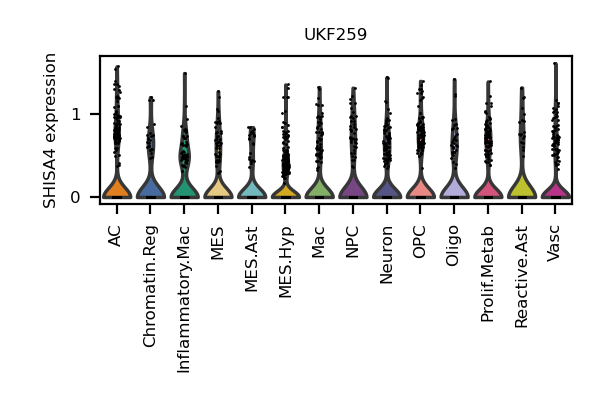 UKF259
SHISA4 expression
1
0
AC
Chromatin.Reg
Inflammatory.Mac
MES
MES.Ast
MES.Hyp
Mac
NPC
Neuron
OPC
Oligo
Prolif.Metab
Reactive.Ast
Vasc